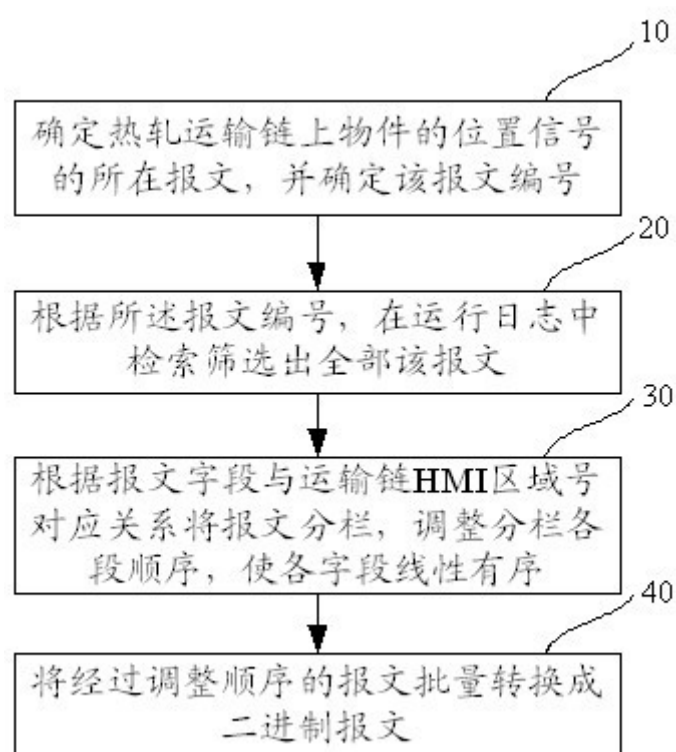 10
确定热轧运输链上物件的位置信号
的所在报文，并确定该报文编号
20
根据所述报文编号，在运行日志中
检索筛选出全部该报文
30
根据报文字段与运输链HMI区域号
对应关系将报文分栏，调整分栏各
段顺序，使各字段线性有序
40
将经过调整顺序的报文批量转换成
二进制报文